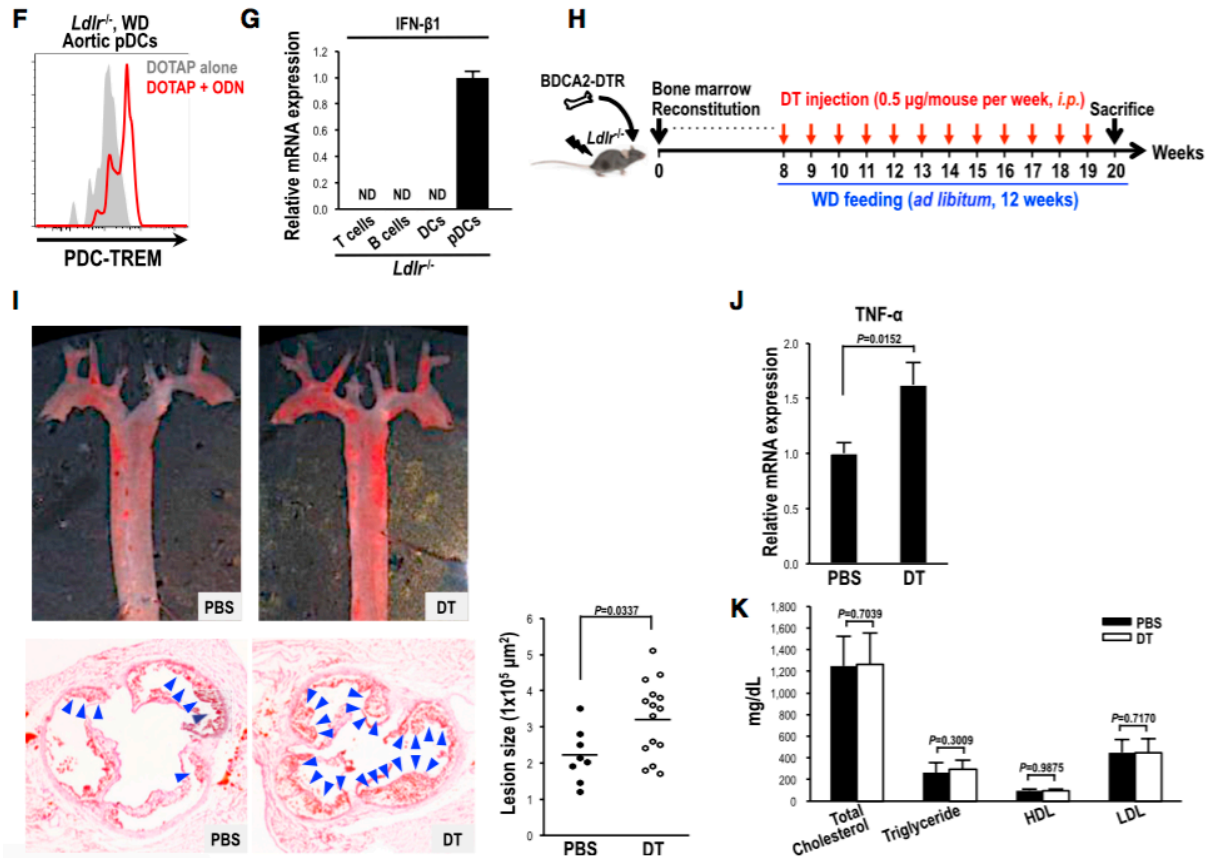 F
Ldlr-/-, WD
Aortic pDCs
DOTAP alone
DOTAP + ODN
PDC-TREM
G
IFN-β1
Relative mRNA expression
1.2
1.0
0.8
0.6
0.4
0.2
0.0
ND ND ND
T cells
B cells
DCs
pDCs
Ldlr-/-
H
BDCA2-DTR
Ldlr-/-
Bone marrow
Reconstitution
DT injection (0.5 µg/mouse per week, i.p.)
Sacrifice
0 8 9 10 11 12 13 14 15 16 17 18 19 20
Weeks
WD feeding (ad libitum, 12 weeks)
I
PBS
DT
PBS
DT
Lesion size (1x10⁵ µm²)
P=0.0337
6
5
4
3
2
1
0
PBS DT
J
TNF-α
P=0.0152
Relative mRNA expression
2.0
1.5
1.0
0.5
0.0
PBS DT
K
mg/dL
1,800
1,600
1,400
1,200
1,000
800
600
400
200
0
P=0.7039
P=0.3009
P=0.9875
P=0.7170
PBS
DT
Total
Cholesterol
Triglyceride
HDL
LDL